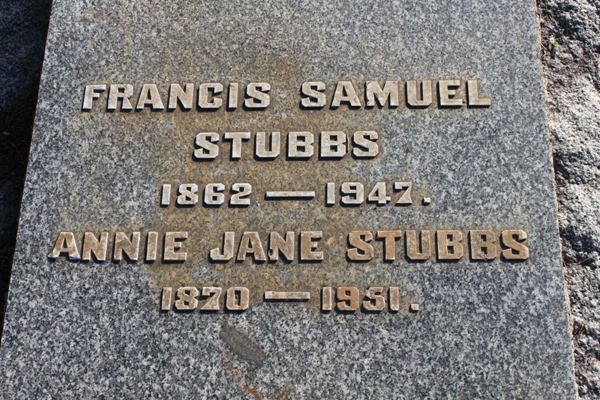 FRANCIS SAMUEL
STUBBS
1862 — 1947.
ANNIE JANE STUBBS
1870 — 1951.